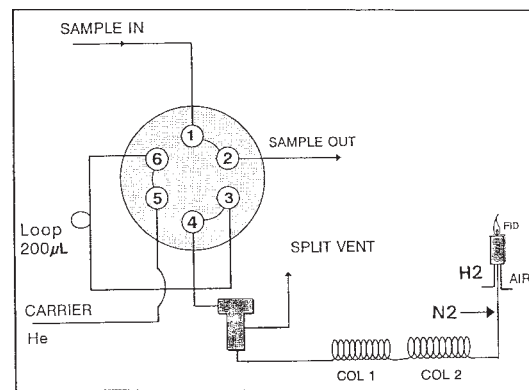 SAMPLE IN
1
6
2
SAMPLE OUT
5
3
4
Loop
200µL
SPLIT VENT
FID
H2
AIR
CARRIER
N2
He
COL 1
COL 2